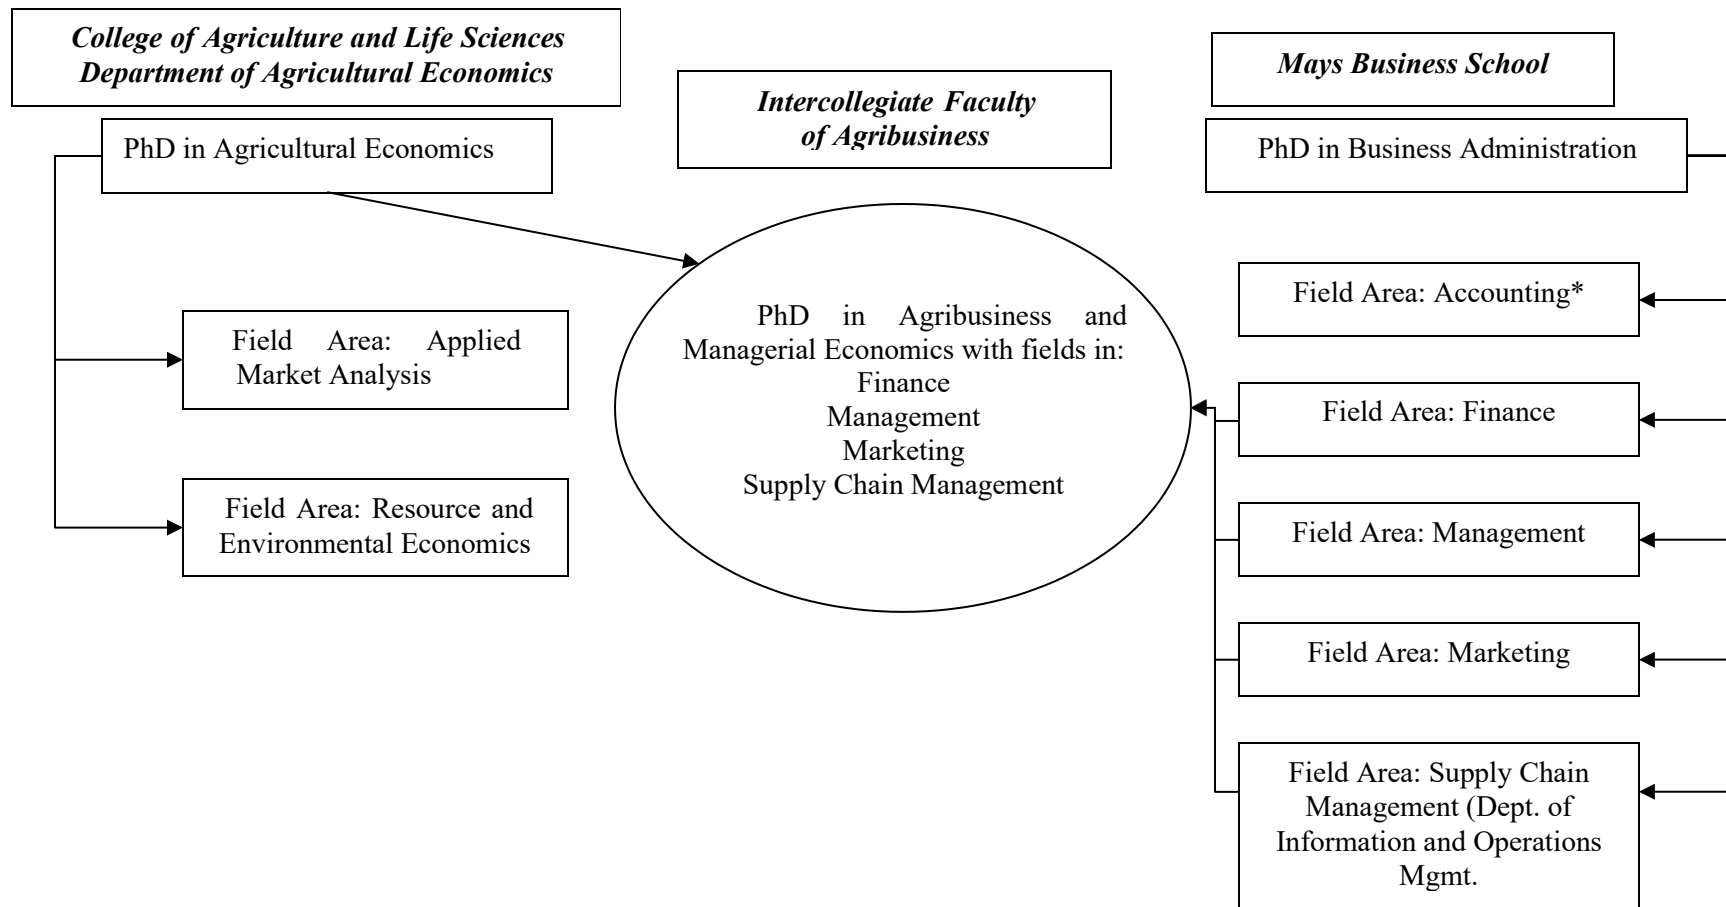 College of Agriculture and Life Sciences
Department of Agricultural Economics
Intercollegiate Faculty
of Agribusiness
Mays Business School
PhD in Agricultural Economics
PhD in Business Administration
Field Area: Applied
Market Analysis
Field Area: Resource and
Environmental Economics
PhD in Agribusiness and
Managerial Economics with fields in:
Finance
Management
Marketing
Supply Chain Management
Field Area: Accounting*
Field Area: Finance
Field Area: Management
Field Area: Marketing
Field Area: Supply Chain
Management (Dept. of
Information and Operations
Mgmt.